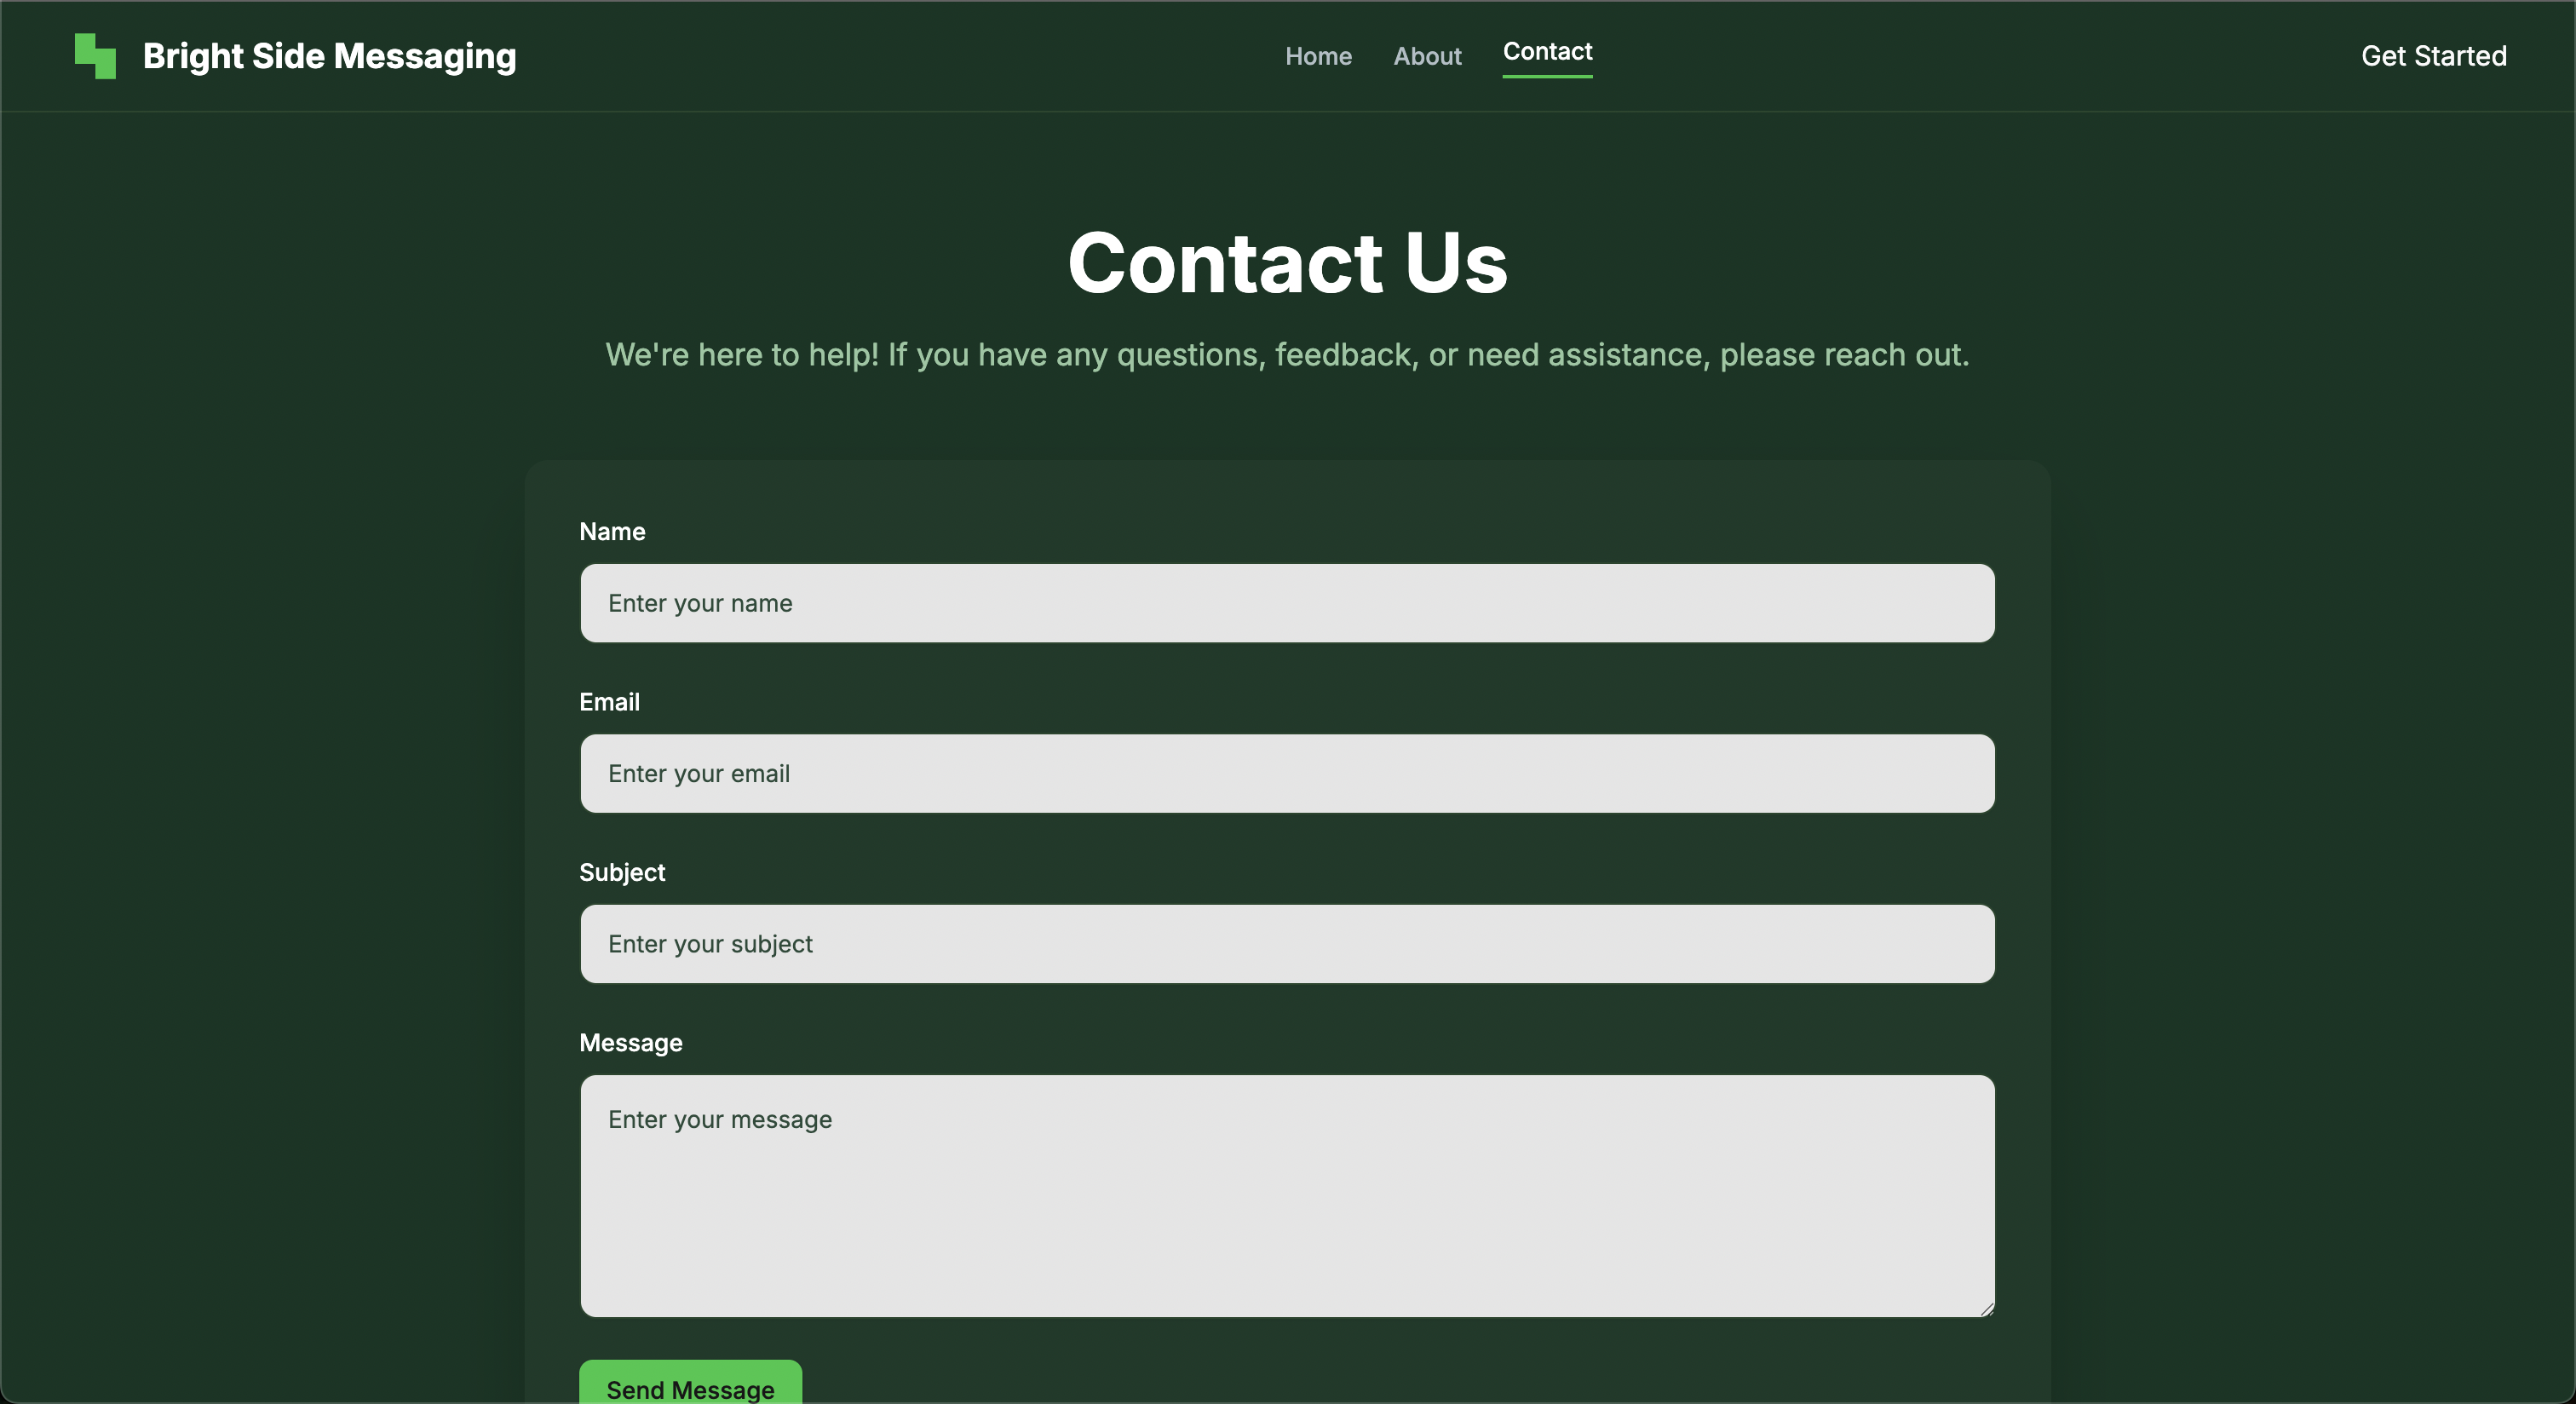 Bright Side Messaging
Home
About
Contact
Get Started
Contact Us
We're here to help! If you have any questions, feedback, or need assistance, please reach out.
Name
Enter your name
Email
Enter your email
Subject
Enter your subject
Message
Enter your message
Send Message